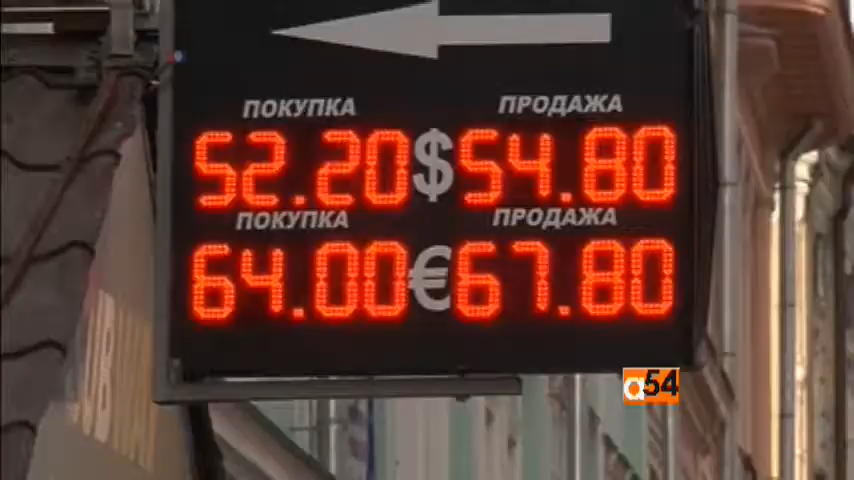 ПОКУПКА ПРОДАЖА
52.20 $ 54.80
ПОКУПКА ПРОДАЖА
64.00 € 67.80
a54